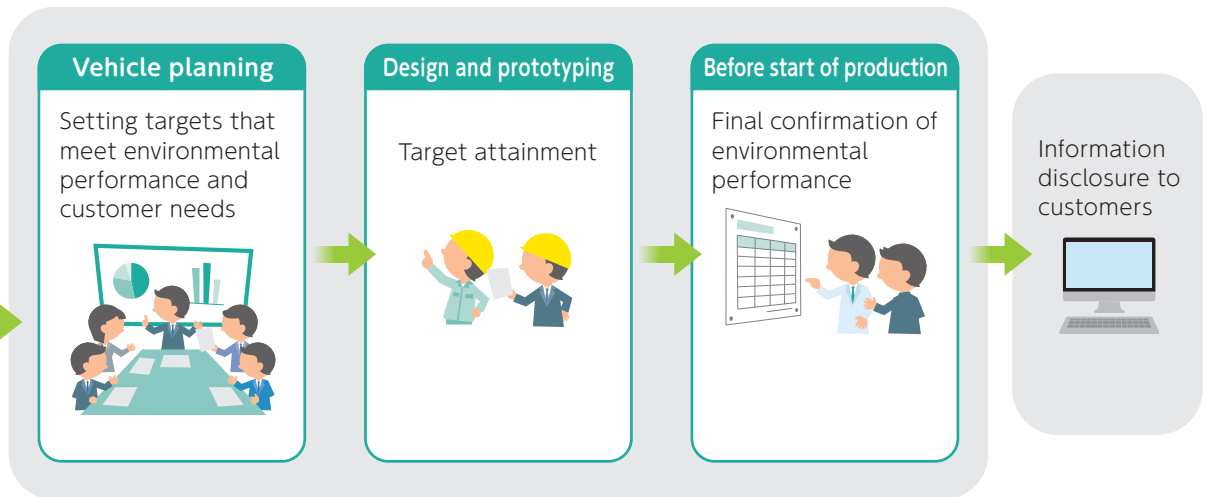 Vehicle planning
Setting targets that
meet environmental
performance and
customer needs
Design and prototyping
Target attainment
Before start of production
Final confirmation of
environmental
performance
Information
disclosure to
customers